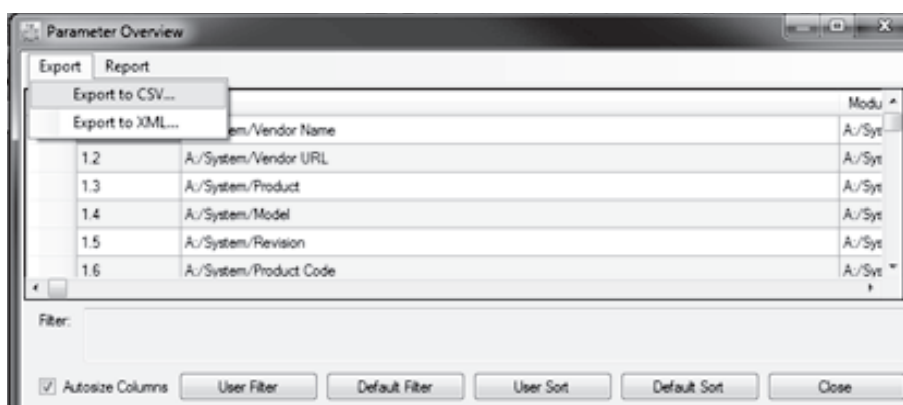 Parameter Overview
Export Report
Export to CSV...
Modu
Export to XML...
em/Vendor Name A:/Sys
1.2 A:/System/Vendor URL A:/Sys
1.3 A:/System/Product A:/Sys
1.4 A:/System/Model A:/Sys
1.5 A:/System/Revision A:/Sys
1.6 A:/System/Product Code A:/Sys
Filter:
Autosize Columns User Filter Default Filter User Sort Default Sort Close